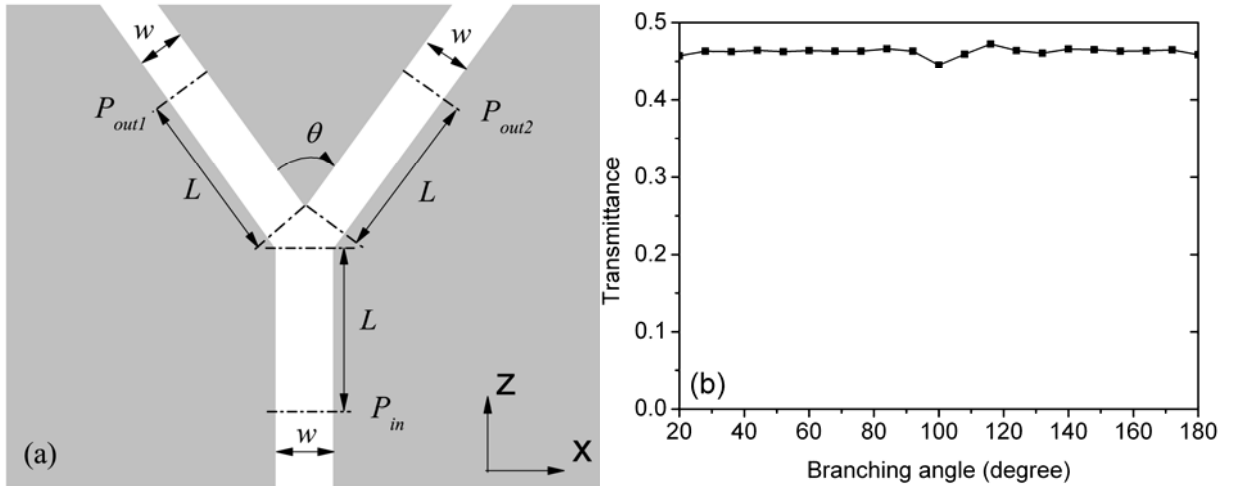 w
w
P_out1
θ
P_out2
L
L
L
P_in
w
Z
X
(a)
0.5
0.4
0.3
0.2
0.1
0.0
Transmittance
(b)
20 40 60 80 100 120 140 160 180
Branching angle (degree)